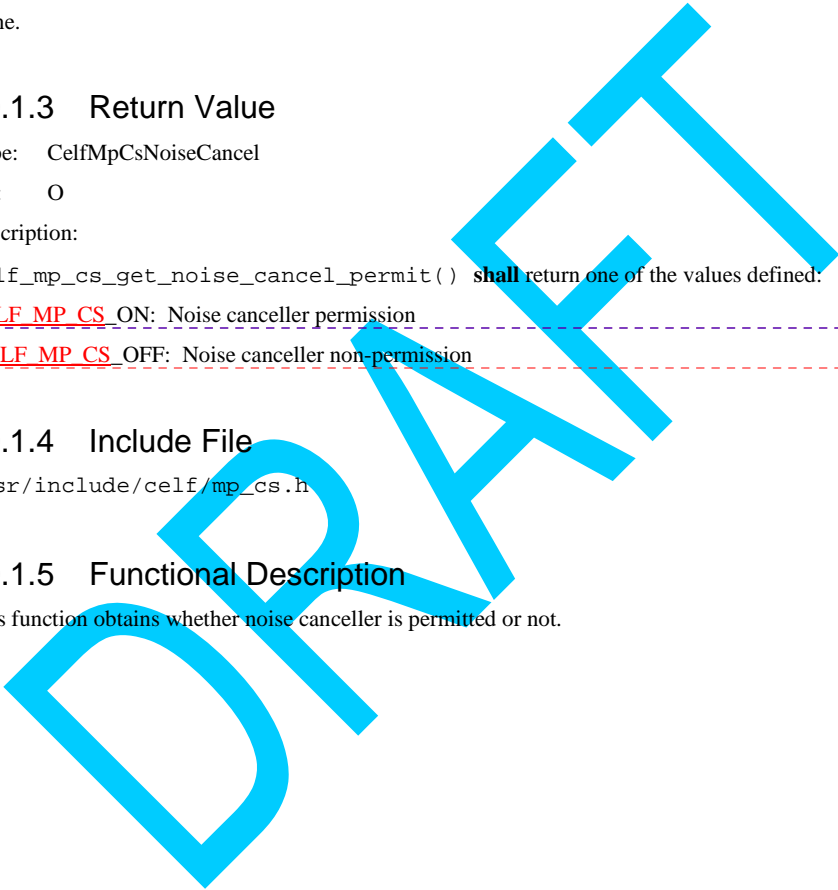 ne.
.1.3 Return Value
pe: CelfMpCsNoiseCancel
: O
cription:
lf_mp_cs_get_noise_cancel_permit() shall return one of the values defined:
LF_MP_CS_ON: Noise canceller permission
LF_MP_CS_OFF: Noise canceller non-permission
.1.4 Include File
sr/include/celf/mp_cs.h
.1.5 Functional Description
s function obtains whether noise canceller is permitted or not.
DRAFT